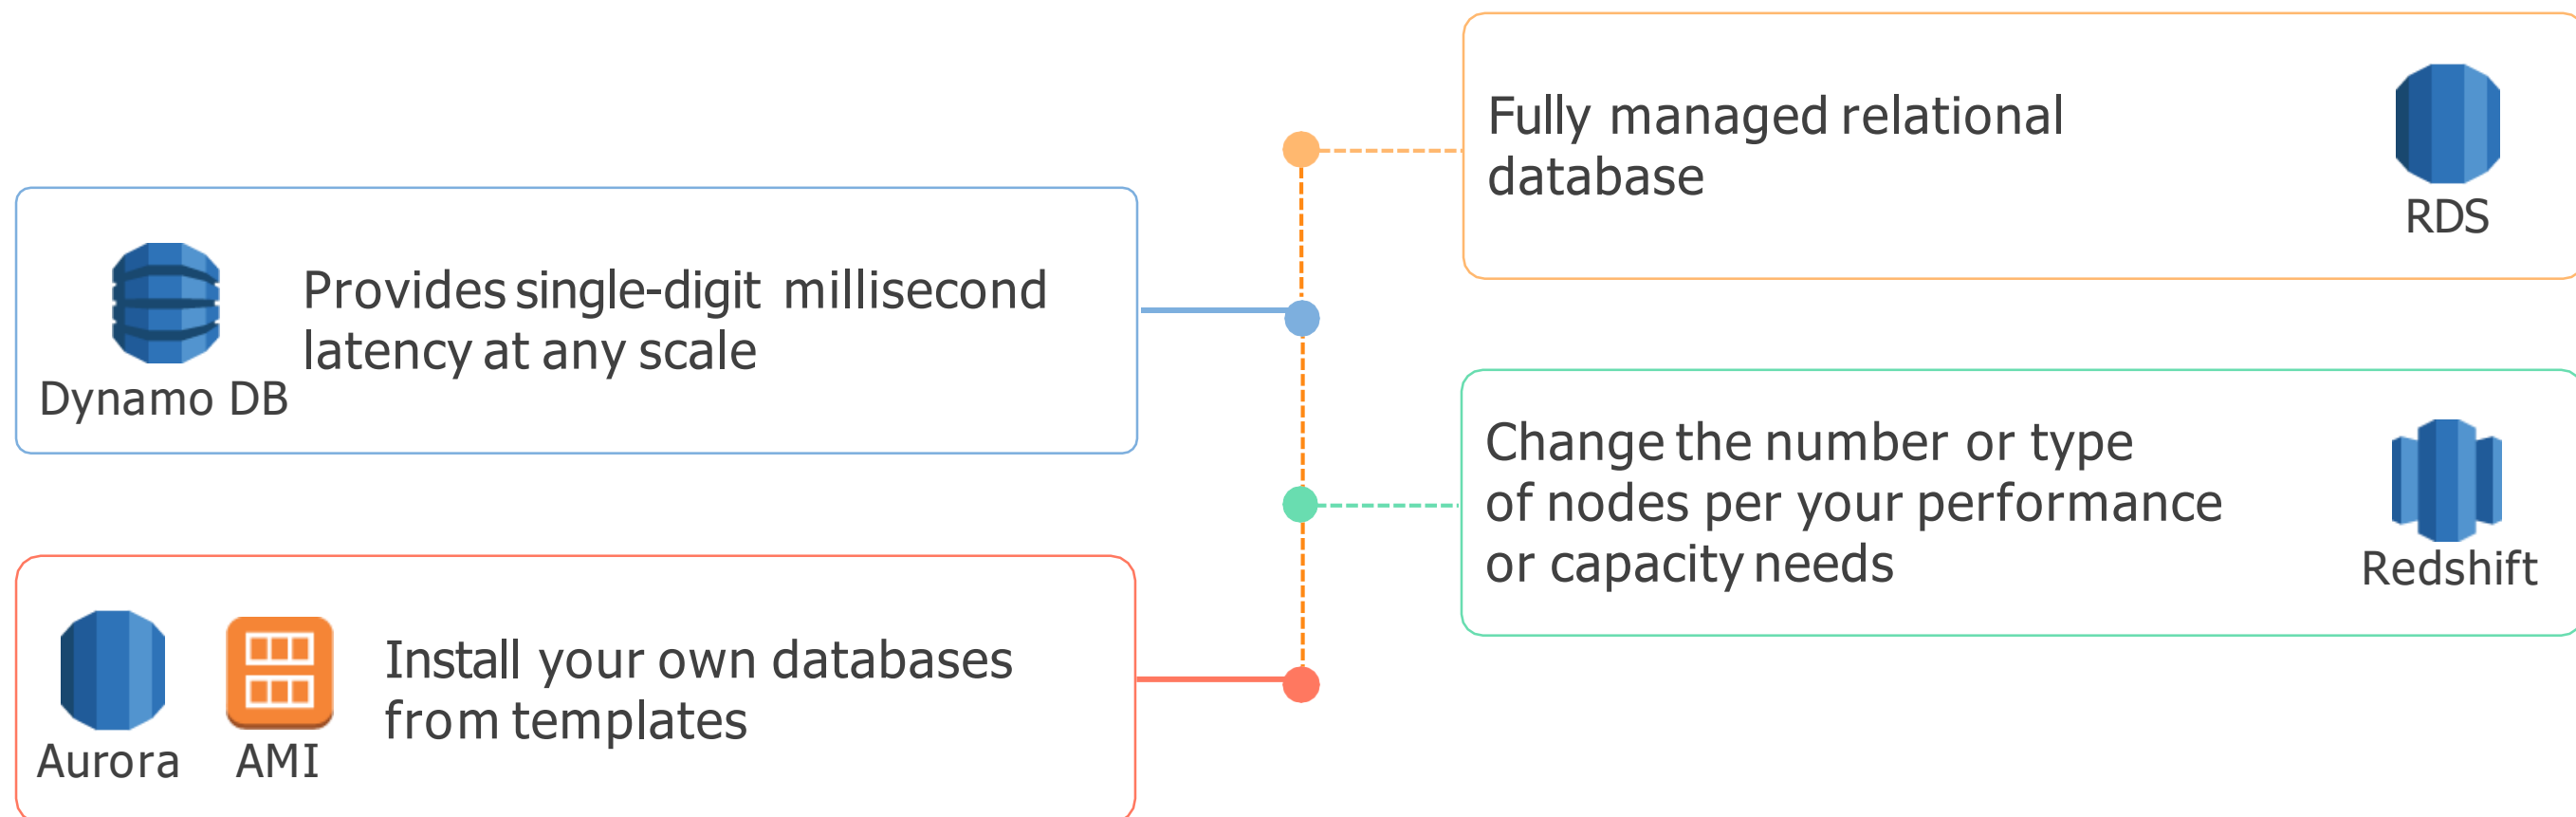 Fully managed relational
database
RDS
Provides single-digit millisecond
latency at any scale
Dynamo DB
Change the number or type
of nodes per your performance
or capacity needs
Redshift
Install your own databases
from templates
Aurora
AMI